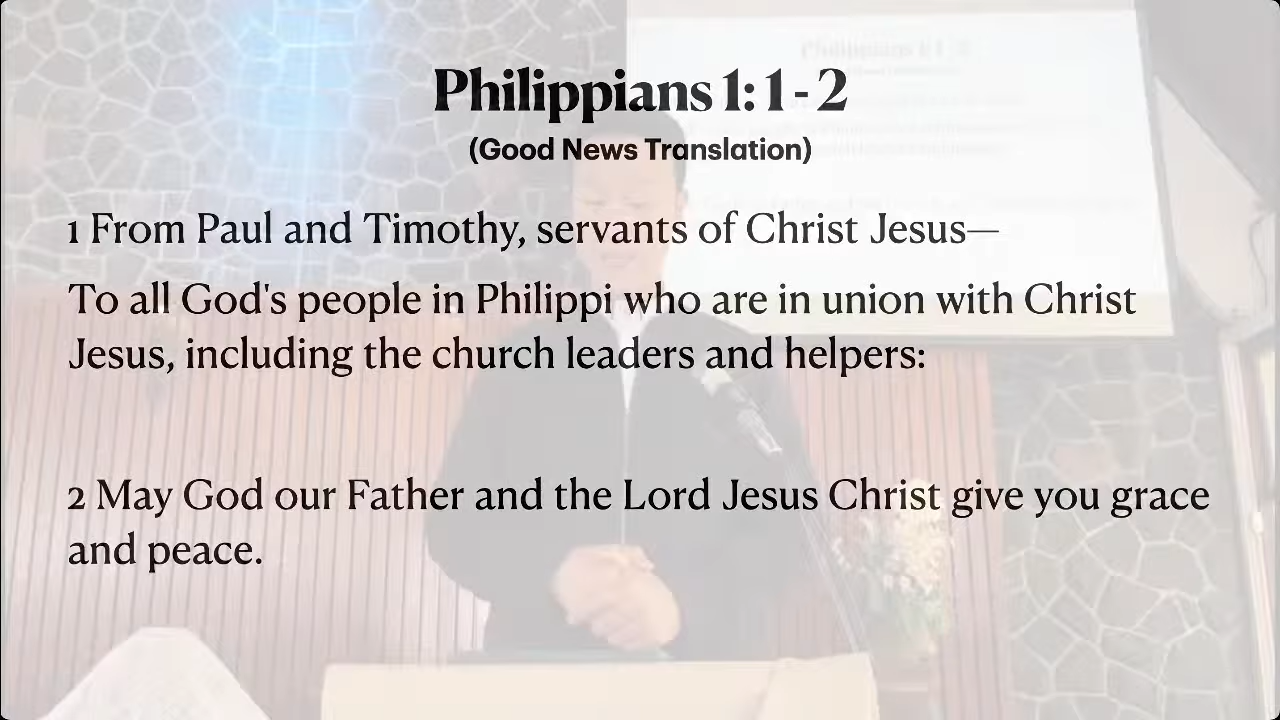 Philippians 1:1-2
(Good News Translation)
1 From Paul and Timothy, servants of Christ Jesus—
To all God's people in Philippi who are in union with Christ
Jesus, including the church leaders and helpers:
2 May God our Father and the Lord Jesus Christ give you grace
and peace.